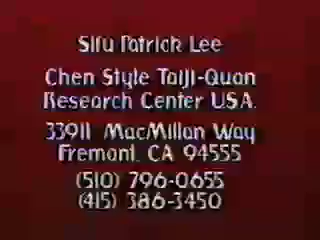 Sifu Patrick Lee
Chen Style Taiji-Quan
Research Center USA.
33911 MacMillan Way
Fremont, CA 94555
(510) 796-0655
(415) 386-3450